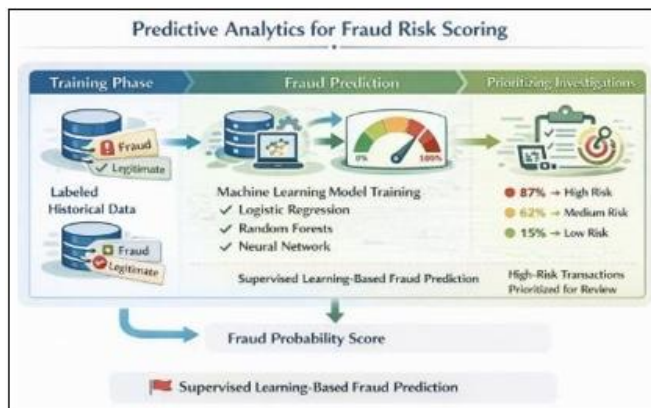 Predictive Analytics for Fraud Risk Scoring
Training Phase
Fraud Prediction
Prioritizing Investigations
Fraud
Legitimate
Labeled
Historical Data
Fraud
Legitimate
0%
100%
Machine Learning Model Training
✓ Logistic Regression
✓ Random Forests
✓ Neural Network
Supervised Learning-Based Fraud Prediction
87% → High Risk
62% → Medium Risk
15% → Low Risk
High-Risk Transactions
Prioritized for Review
Fraud Probability Score
Supervised Learning-Based Fraud Prediction